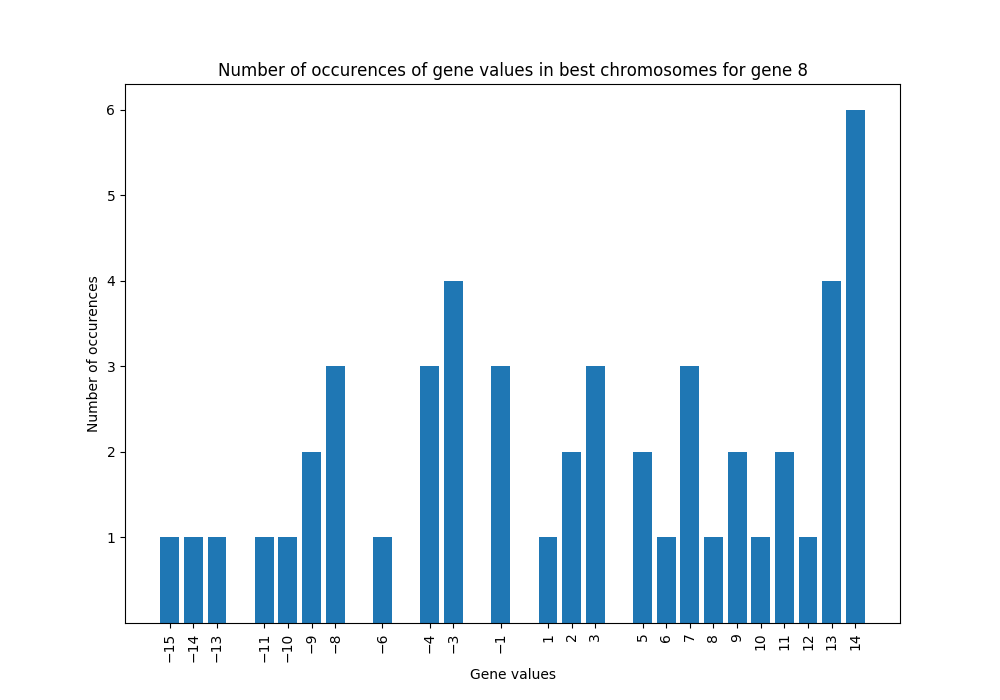 Number of occurences of gene values in best chromosomes for gene 8
6
5
4
3
2
1
Number of occurences
−15 −14 −13 −11 −10 −9 −8 −6 −4 −3 −1 1 2 3 5 6 7 8 9 10 11 12 13 14
Gene values